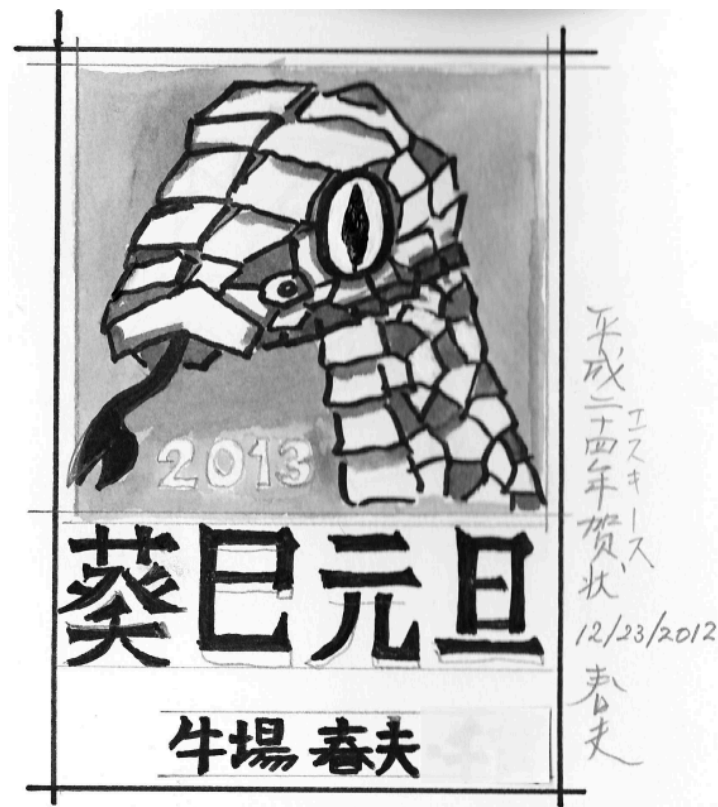 2013
葵巳元旦
牛場 春夫
平成二十四年賀状
エスキース
12/23/2012
春夫